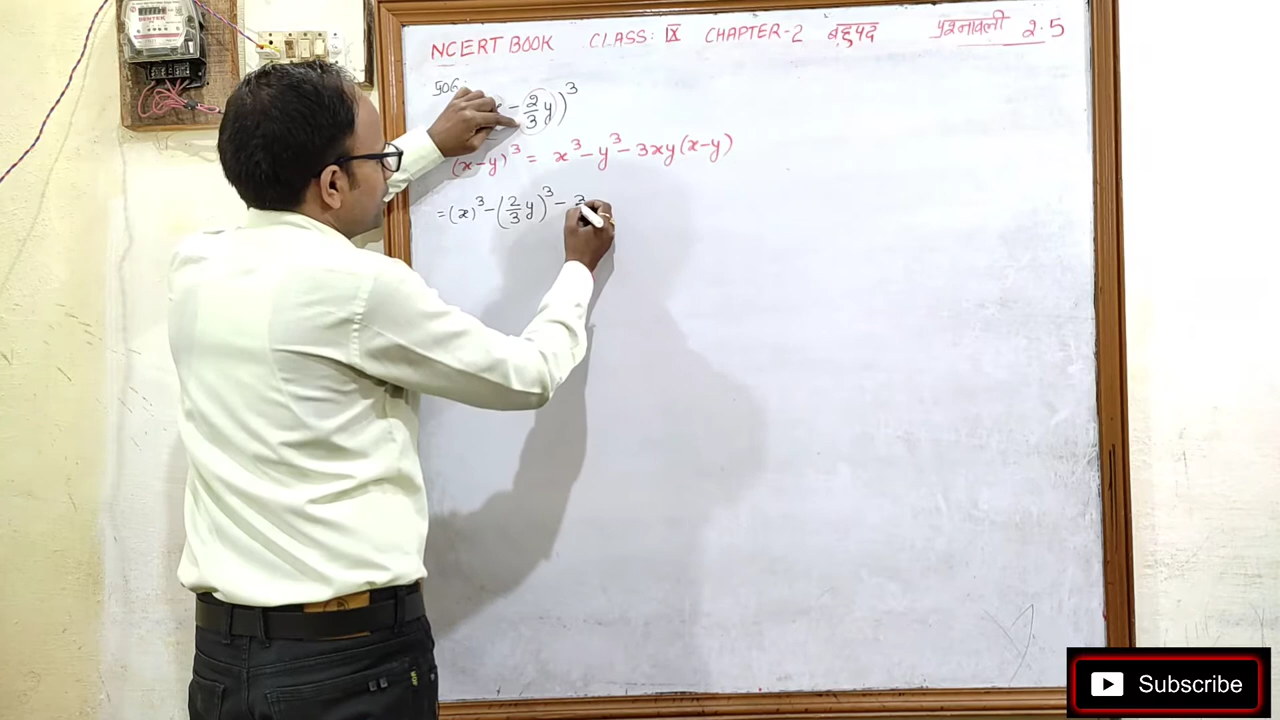 NCERT BOOK CLASS: IX CHAPTER-2 बहुपद प्रश्नावली 2.5
प्र06
- 2/3 y)³
(x-y)³ = x³-y³-3xy(x-y)
=(x)³-(2/3 y)³- 3
Subscribe